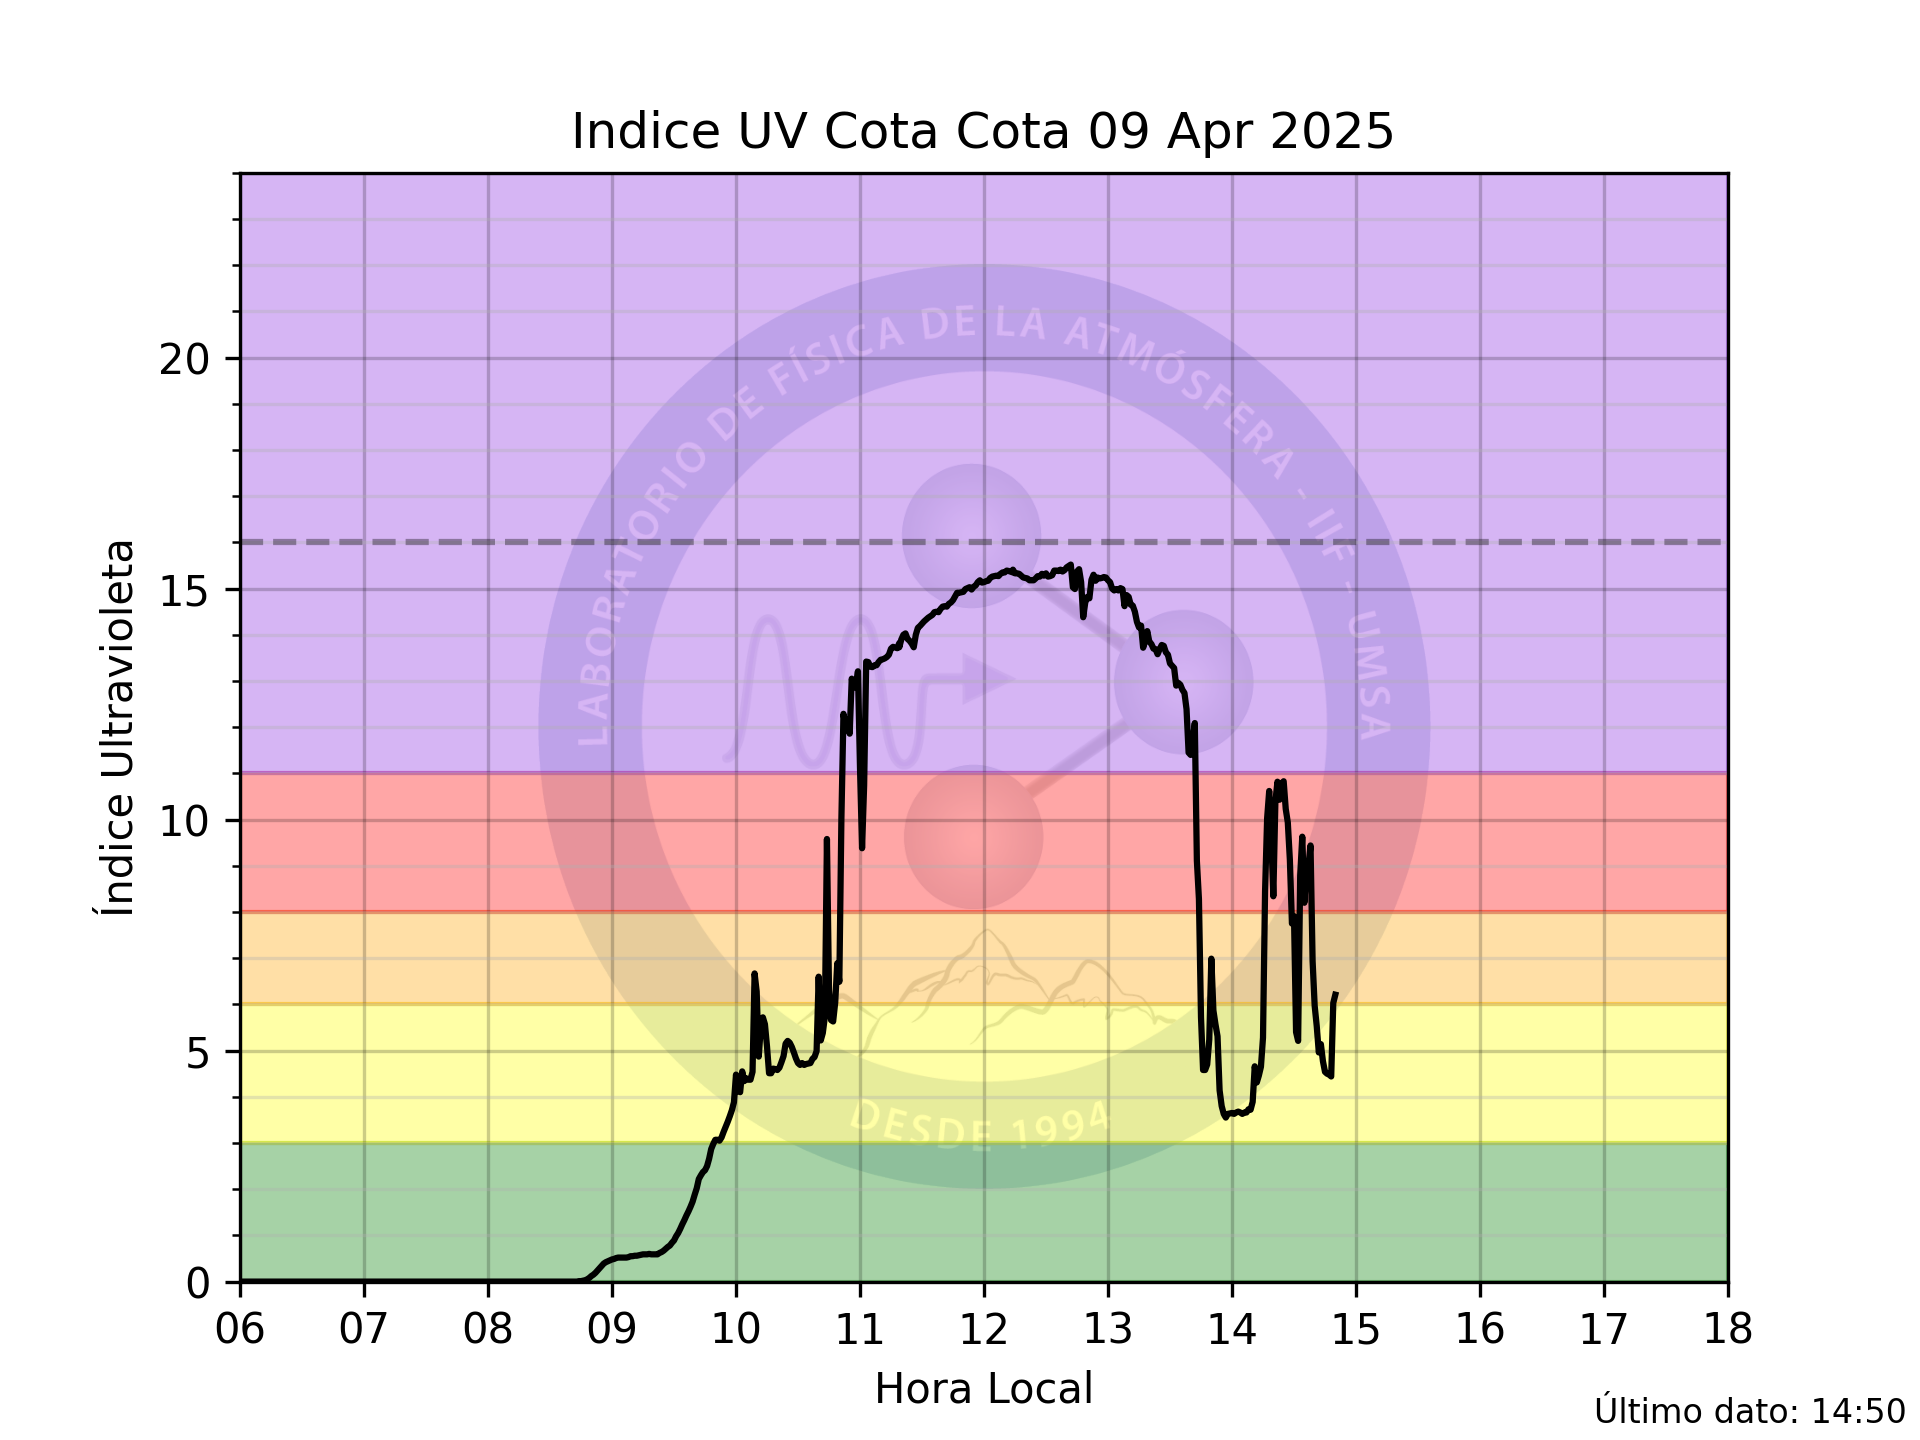 Indice UV Cota Cota 09 Apr 2025
LABORATORIO DE FÍSICA DE LA ATMÓSFERA - IIF - UMSA
DESDE 1994
Índice Ultravioleta
20
15
10
5
0
06 07 08 09 10 11 12 13 14 15 16 17 18
Hora Local
Último dato: 14:50